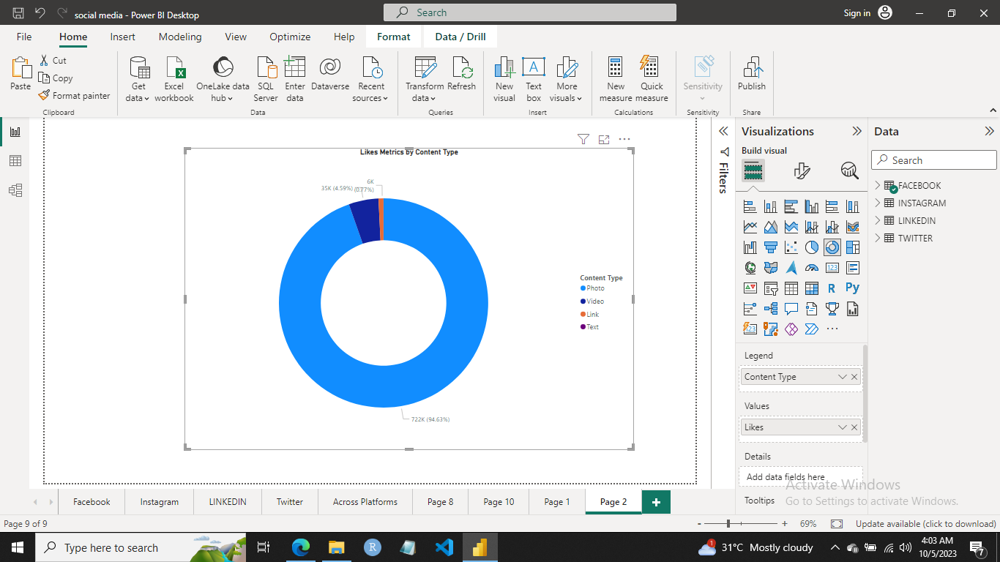 social media - Power BI Desktop
Search
Sign in
File
Home
Insert
Modeling
View
Optimize
Help
Format
Data / Drill
Paste
Cut
Copy
Format painter
Clipboard
Get data
Excel workbook
OneLake data hub
SQL Server
Enter data
Dataverse
Recent sources
Data
Transform data
Refresh
Queries
New visual
Text box
More visuals
Insert
New measure
Quick measure
Calculations
Sensitivity
Sensitivity
Publish
Share
Likes Metrics by Content Type
6K
(0.77%)
35K (4.59%)
722K (94.63%)
Content Type
Photo
Video
Link
Text
Filters
Visualizations
Build visual
123
R
Py
123
Legend
Content Type
Values
Likes
Details
Add data fields here
Tooltips
Data
Search
FACEBOOK
INSTAGRAM
LINKEDIN
TWITTER
Activate Windows
Go to Settings to activate Windows.
Facebook
Instagram
LINKEDIN
Twitter
Across Platforms
Page 8
Page 10
Page 1
Page 2
Page 9 of 9
- + 69%
Update available (click to download)
Type here to search
R
1
31°C Mostly cloudy
4:03 AM
10/5/2023
7